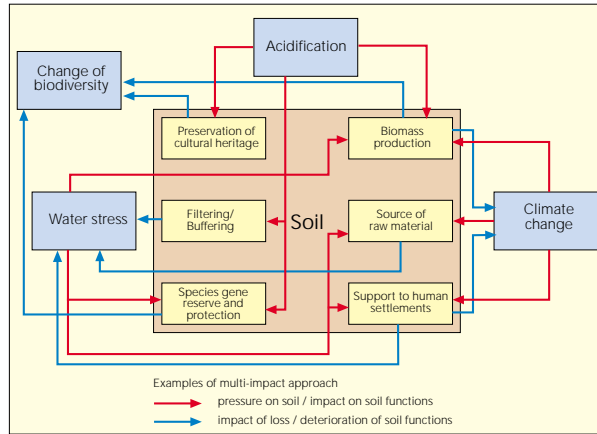 Acidification
Change of
biodiversity
Preservation of
cultural heritage
Biomass
production
Water stress
Filtering/
Buffering
Soil
Source of
raw material
Climate
change
Species gene
reserve and
protection
Support to human
settlements
Examples of multi-impact approach
pressure on soil / impact on soil functions
impact of loss / deterioration of soil functions